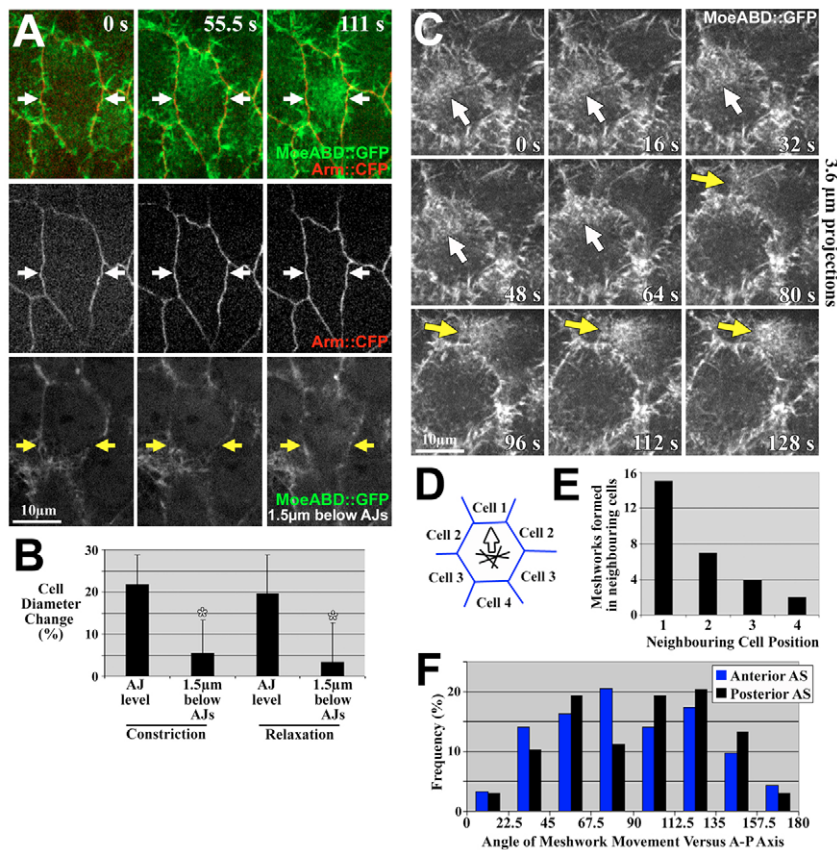 A
0 s
55.5 s
111 s
MoeABD::GFP
Arm::CFP
Arm::CFP
10µm
MoeABD::GFP
1.5µm below AJs
B
Cell
Diameter
Change
(%)
30
20
10
0
AJ
level
1.5µm
below
AJs
AJ
level
1.5µm
below
AJs
Constriction
Relaxation
C
MoeABD::GFP
0 s
16 s
32 s
48 s
64 s
80 s
96 s
112 s
128 s
10µm
3.6 µm projections
D
Cell 1
Cell 2
Cell 2
Cell 3
Cell 3
Cell 4
E
Meshworks formed
in neighbouring cells
16
8
0
1 2 3 4
Neighbouring Cell Position
F
Anterior AS
Posterior AS
Frequency (%)
20
10
0
0 22.5 45 67.5 90 112.5 135 157.5 180
Angle of Meshwork Movement Versus A-P Axis